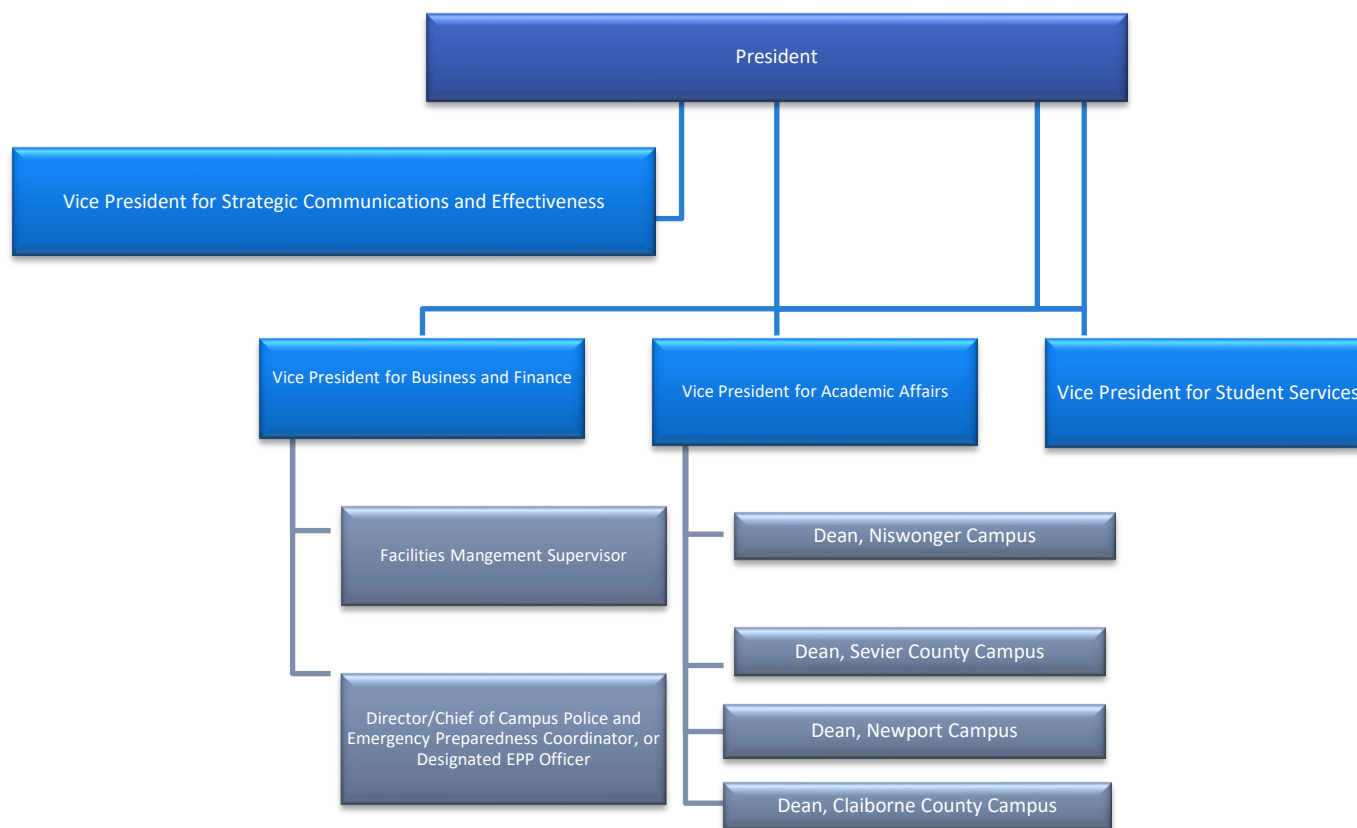 President
Vice President for Strategic Communications and Effectiveness
Vice President for Business and Finance
Vice President for Academic Affairs
Vice President for Student Services
Facilities Mangement Supervisor
Director/Chief of Campus Police and
Emergency Preparedness Coordinator, or
Designated EPP Officer
Dean, Niswonger Campus
Dean, Sevier County Campus
Dean, Newport Campus
Dean, Claiborne County Campus